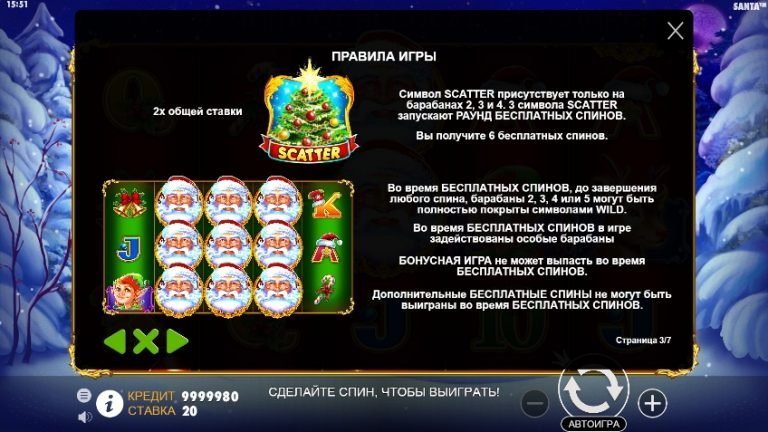 15:51
SANTA™
ПРАВИЛА ИГРЫ
2x общей ставки
SCATTER
Символ SCATTER присутствует только на
барабанах 2, 3 и 4. 3 символа SCATTER
запускают РАУНД БЕСПЛАТНЫХ СПИНОВ.
Вы получите 6 бесплатных спинов.
Во время БЕСПЛАТНЫХ СПИНОВ, до завершения
любого спина, барабаны 2, 3, 4 или 5 могут быть
полностью покрыты символами WILD.
Во время БЕСПЛАТНЫХ СПИНОВ в игре
задействованы особые барабаны
БОНУСНАЯ ИГРА не может выпасть во время
БЕСПЛАТНЫХ СПИНОВ.
Дополнительные БЕСПЛАТНЫЕ СПИНЫ не могут быть
выиграны во время БЕСПЛАТНЫХ СПИНОВ.
K
J
A
Страница 3/7
КРЕДИТ 9999980
СТАВКА 20
СДЕЛАЙТЕ СПИН, ЧТОБЫ ВЫИГРАТЬ!
АВТОИГРА